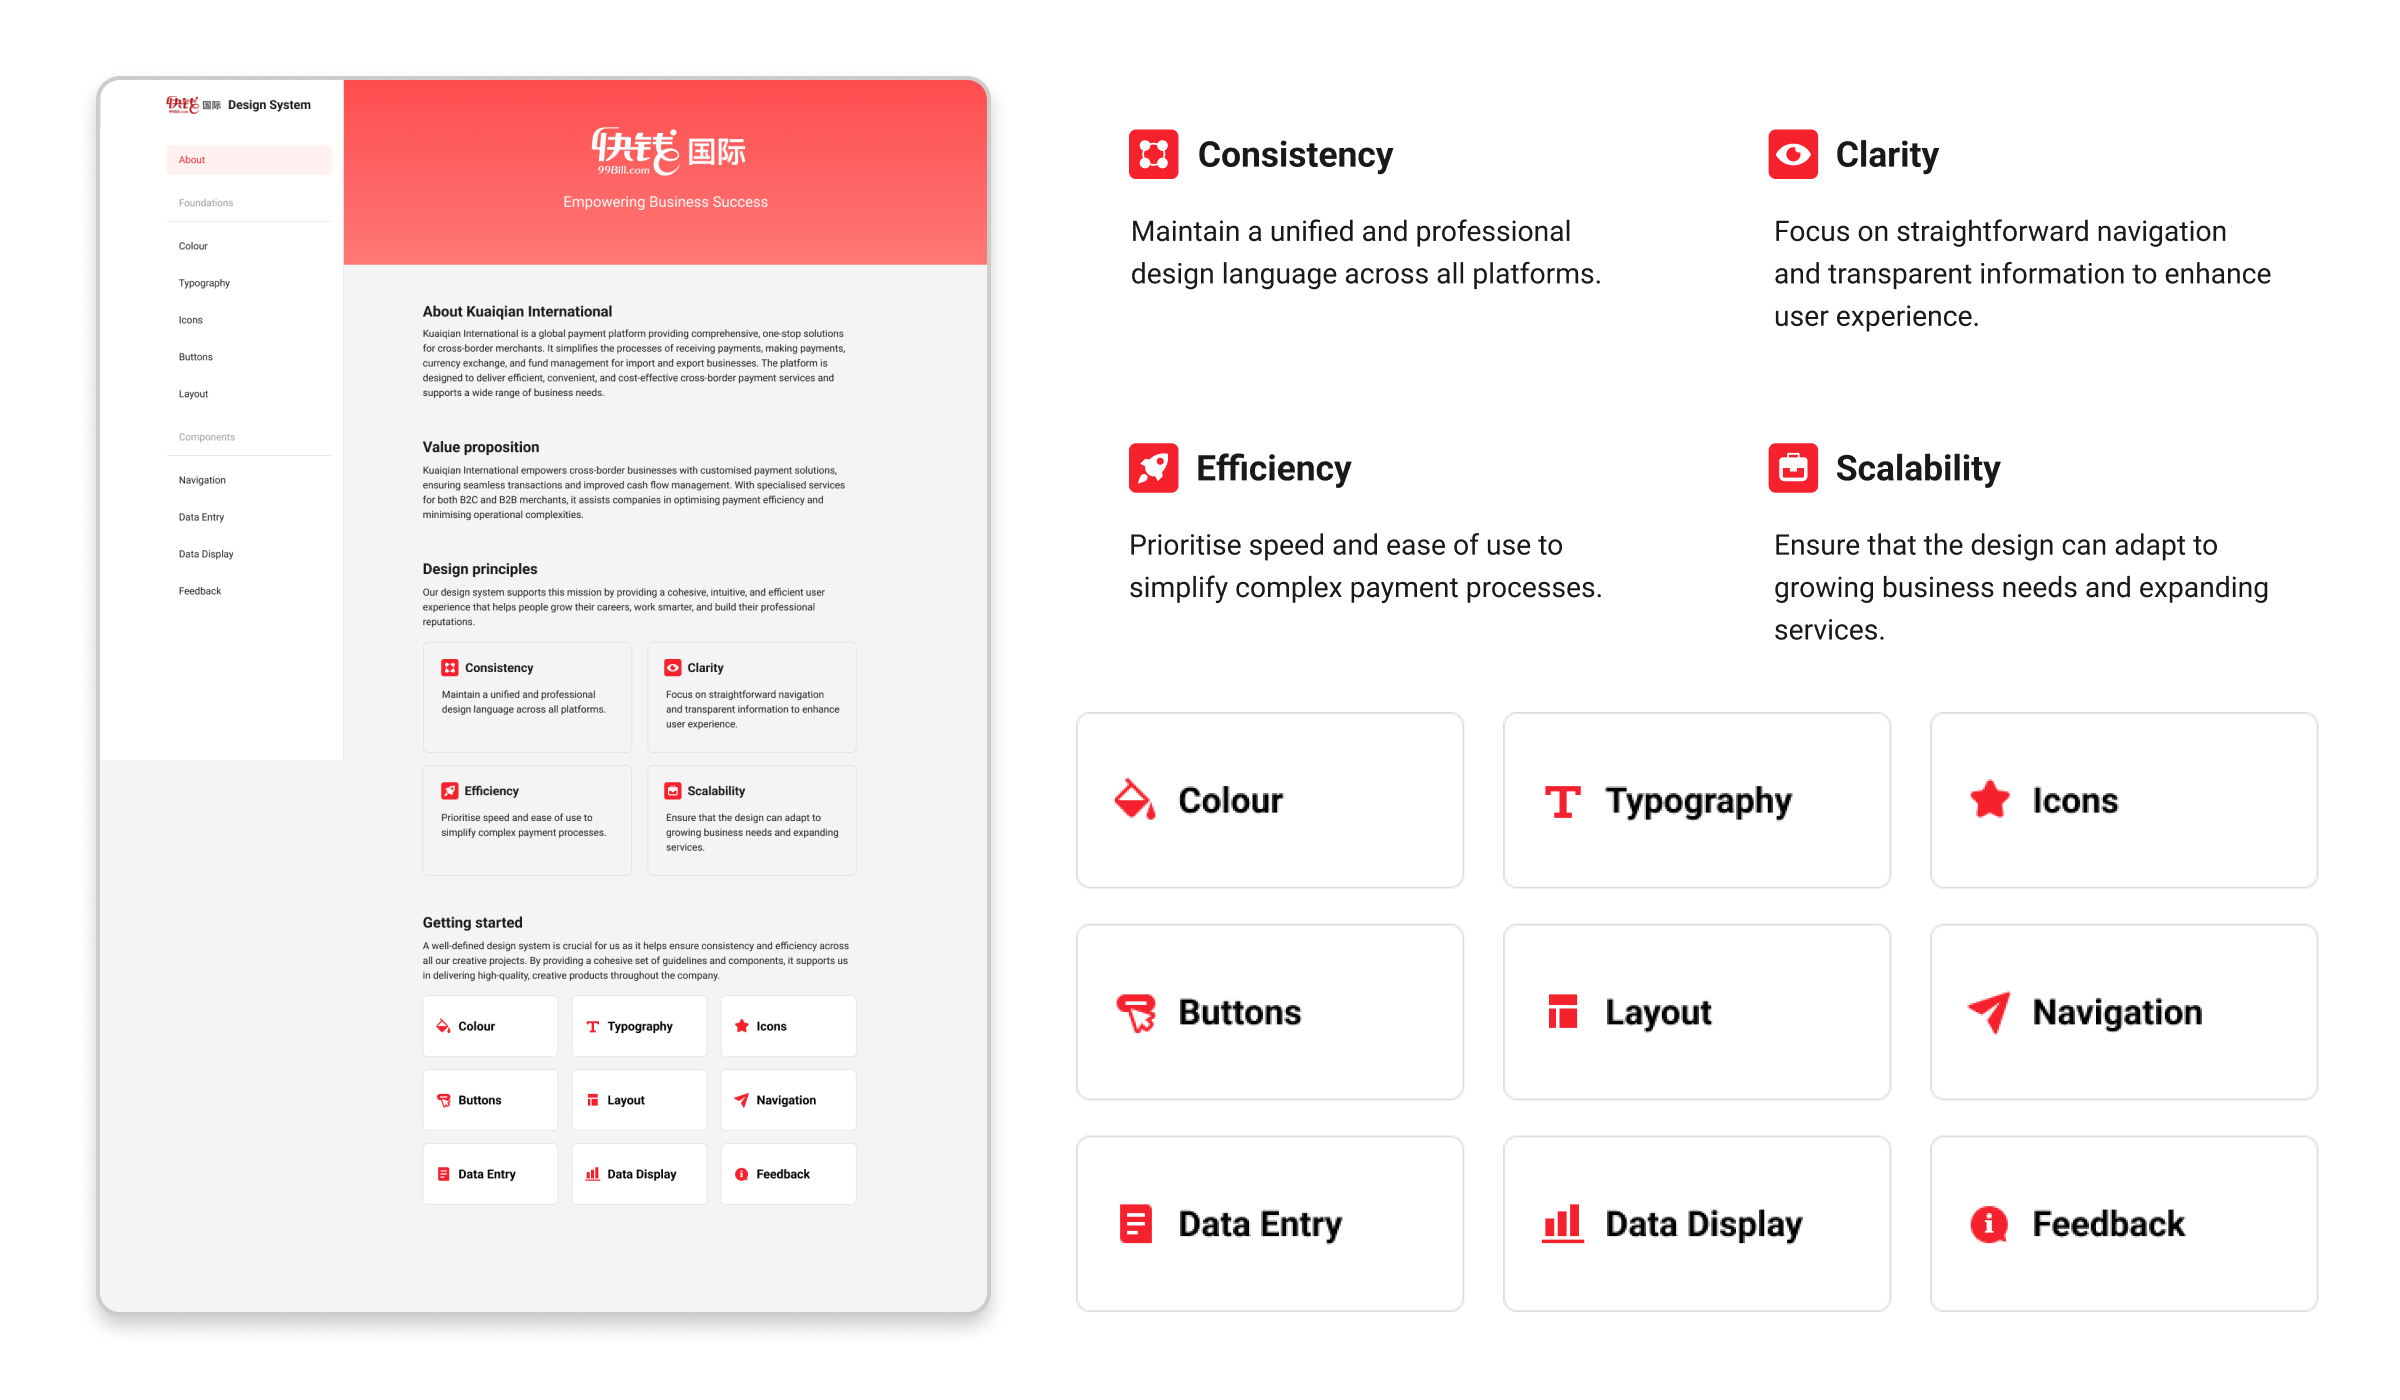 快钱 国际 Design System
99Bill.com
About
Foundations
Colour
Typography
Icons
Buttons
Layout
Components
Navigation
Data Entry
Data Display
Feedback
快钱 国际
99Bill.com
Empowering Business Success
About Kuaiqian International
Kuaiqian International is a global payment platform providing comprehensive, one-stop solutions
for cross-border merchants. It simplifies the processes of receiving payments, making payments,
currency exchange, and fund management for import and export businesses. The platform is
designed to deliver efficient, convenient, and cost-effective cross-border payment services and
supports a wide range of business needs.
Value proposition
Kuaiqian International empowers cross-border businesses with customised payment solutions,
ensuring seamless transactions and improved cash flow management. With specialised services
for both B2C and B2B merchants, it assists companies in optimising payment efficiency and
minimising operational complexities.
Design principles
Our design system supports this mission by providing a cohesive, intuitive, and efficient user
experience that helps people grow their careers, work smarter, and build their professional
reputations.
Consistency
Maintain a unified and professional
design language across all platforms.
Clarity
Focus on straightforward navigation
and transparent information to enhance
user experience.
Efficiency
Prioritise speed and ease of use to
simplify complex payment processes.
Scalability
Ensure that the design can adapt to
growing business needs and expanding
services.
Getting started
A well-defined design system is crucial for us as it helps ensure consistency and efficiency across
all our creative projects. By providing a cohesive set of guidelines and components, it supports us
in delivering high-quality, creative products throughout the company.
Colour
Typography
Icons
Buttons
Layout
Navigation
Data Entry
Data Display
Feedback
Consistency
Maintain a unified and professional
design language across all platforms.
Clarity
Focus on straightforward navigation
and transparent information to enhance
user experience.
Efficiency
Prioritise speed and ease of use to
simplify complex payment processes.
Scalability
Ensure that the design can adapt to
growing business needs and expanding
services.
Colour
Typography
Icons
Buttons
Layout
Navigation
Data Entry
Data Display
Feedback